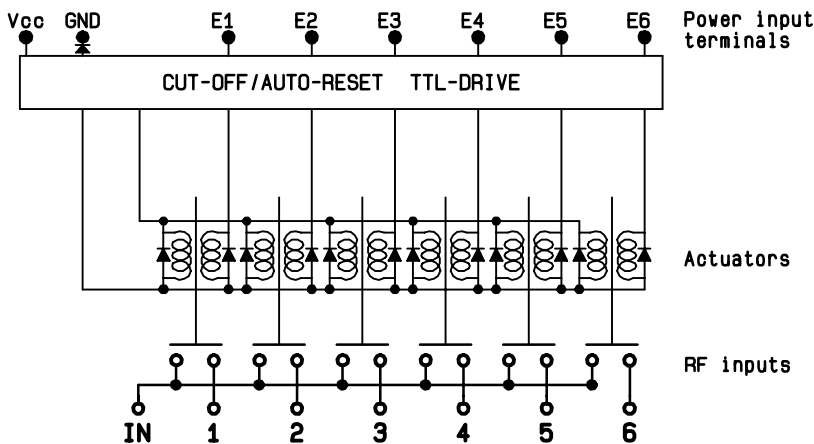 Vcc GND E1 E2 E3 E4 E5 E6 Power input
terminals
CUT-OFF/AUTO-RESET TTL-DRIVE
Actuators
RF inputs
IN 1 2 3 4 5 6